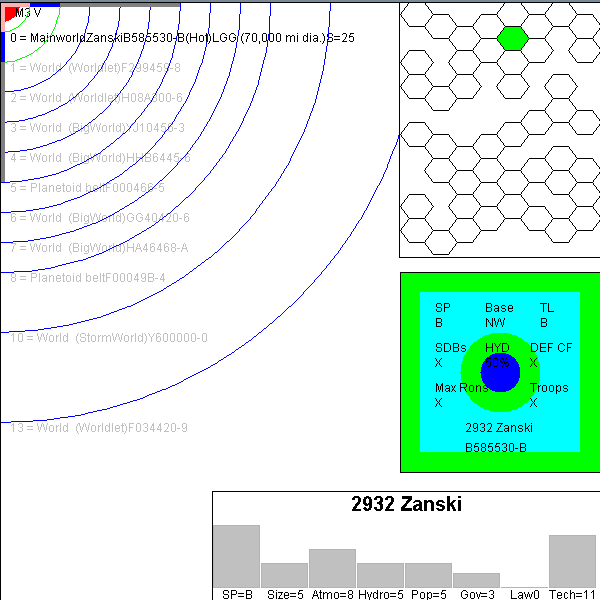 M3 V
0 = MainworldZanskiB585530-B(Hot)LGG (70,000 mi dia.)S=25
1 = World (Worldlet)F299459-8
2 = World (Worldlet)H08A300-6
3 = World (BigWorld)YJ10455-3
4 = World (BigWorld)HHB6445-6
5 = Planetoid beltF000466-5
6 = World (BigWorld)GG40420-6
7 = World (BigWorld)HA46468-A
8 = Planetoid beltF00049B-4
10 = World (StormWorld)Y600000-0
13 = World (Worldlet)F034420-9
SP Base TL
B NW B
SDBs HYD DEF CF
X 50% X
Max Rons Troops
X X
2932 Zanski
B585530-B
2932 Zanski
SP=B Size=5 Atmo=8 Hydro=5 Pop=5 Gov=3 Law0 Tech=11